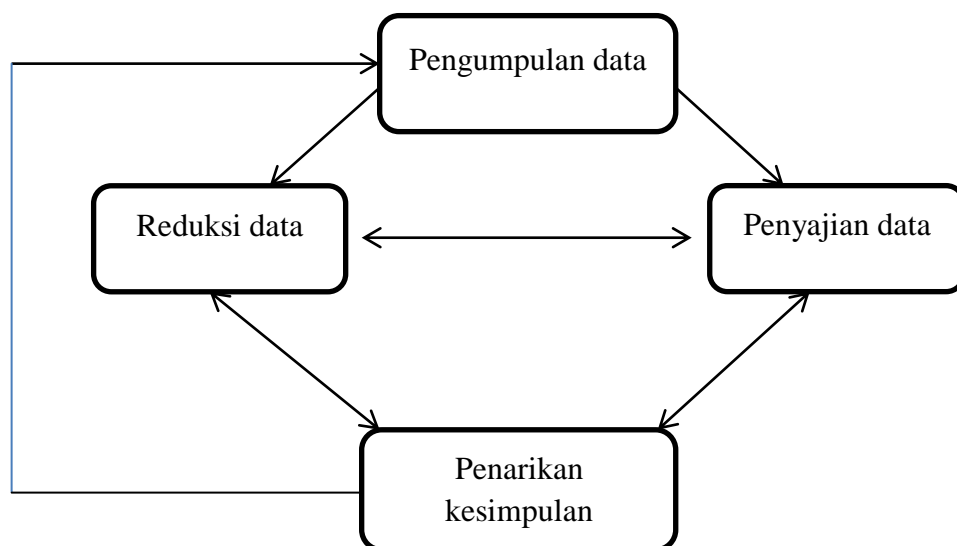 Pengumpulan data
Reduksi data
Penyajian data
Penarikan
kesimpulan